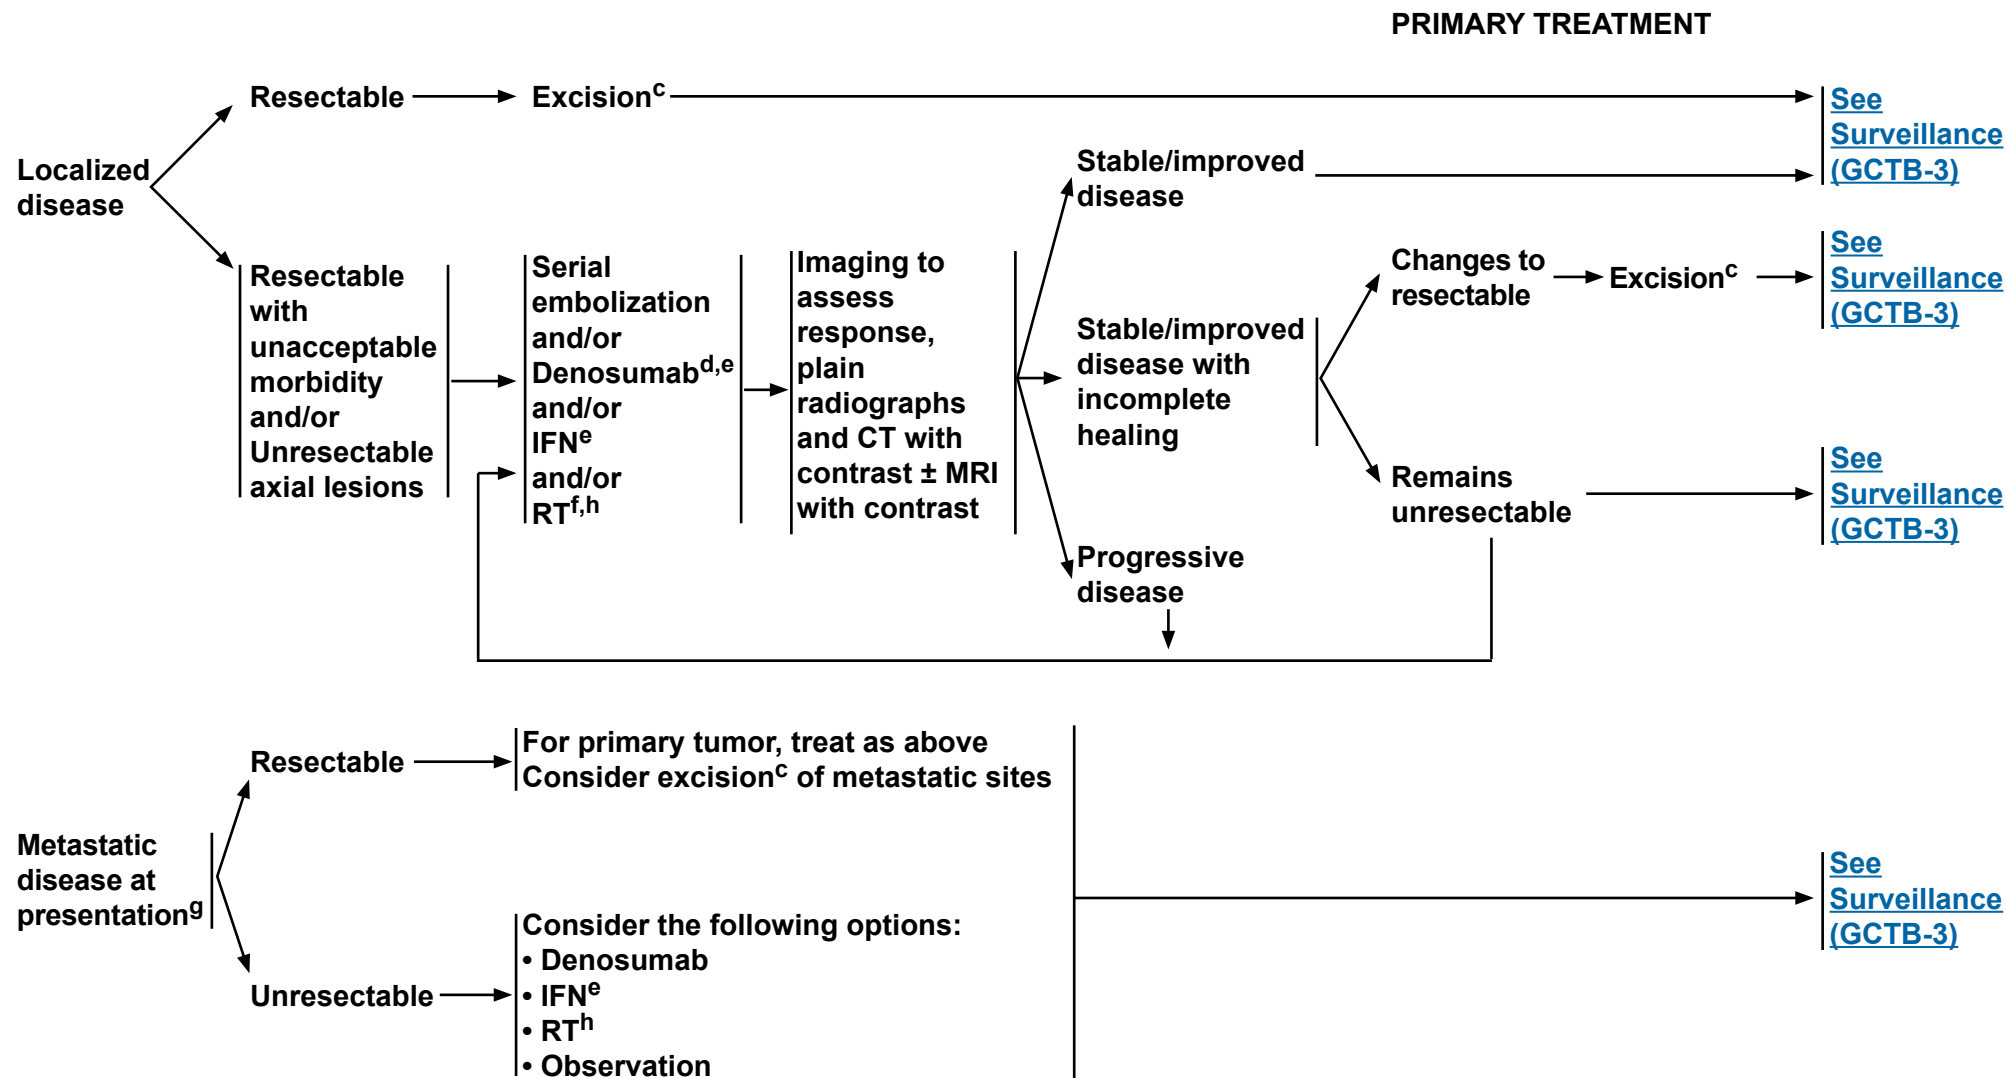 PRIMARY TREATMENT
Localized
disease
Resectable
Excisionc
See
Surveillance
(GCTB-3)
Resectable
with
unacceptable
morbidity
and/or
Unresectable
axial lesions
Serial
embolization
and/or
Denosumabd,e
and/or
IFNe
and/or
RTf,h
Imaging to
assess
response,
plain
radiographs
and CT with
contrast ± MRI
with contrast
Stable/improved
disease
Stable/improved
disease with
incomplete
healing
Progressive
disease
Changes to
resectable
Excisionc
See
Surveillance
(GCTB-3)
Remains
unresectable
See
Surveillance
(GCTB-3)
Metastatic
disease at
presentationg
Resectable
For primary tumor, treat as above
Consider excisionc of metastatic sites
Unresectable
Consider the following options:
• Denosumab
• IFNe
• RTh
• Observation
See
Surveillance
(GCTB-3)